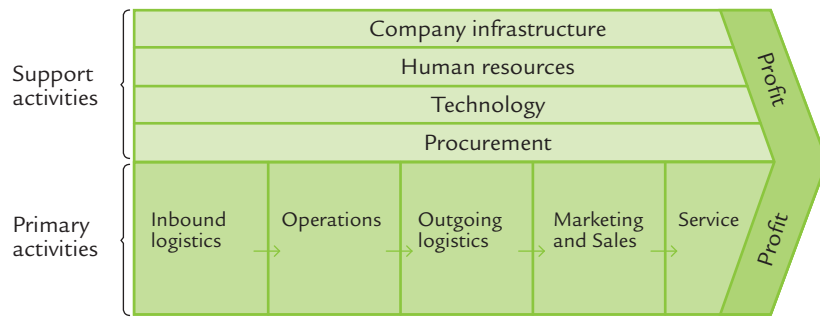 Support
activities
Company infrastructure
Human resources
Technology
Procurement
Profit
Primary
activities
Inbound
logistics
Operations
Outgoing
logistics
Marketing
and Sales
Service
Profit